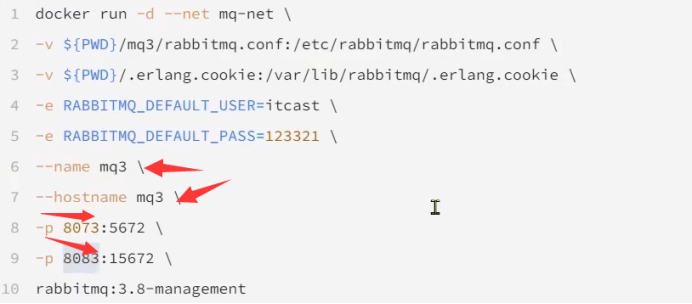 1 docker run -d --net mq-net \
2 -v ${PWD}/mq3/rabbitmq.conf:/etc/rabbitmq/rabbitmq.conf \
3 -v ${PWD}/.erlang.cookie:/var/lib/rabbitmq/.erlang.cookie \
4 -e RABBITMQ_DEFAULT_USER=itcast \
5 -e RABBITMQ_DEFAULT_PASS=123321 \
6 --name mq3 \
7 --hostname mq3 \
8 -p 8073:5672 \
9 -p 8083:15672 \
10 rabbitmq:3.8-management